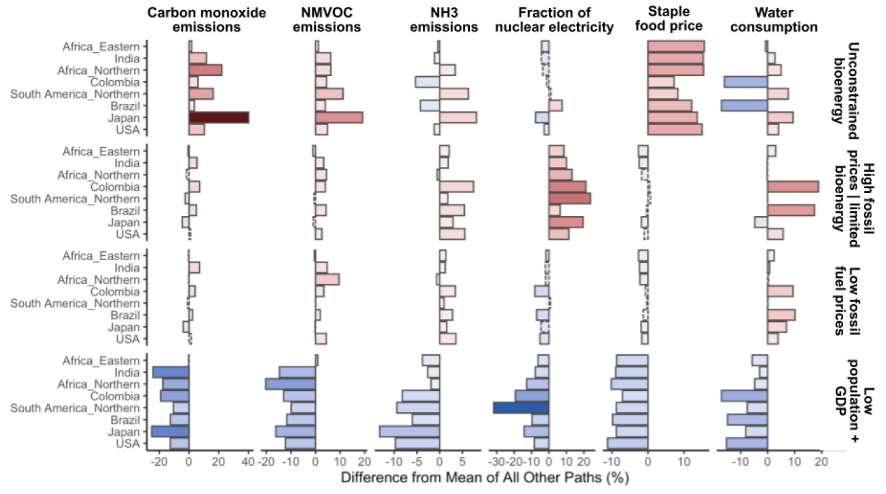 Carbon monoxide emissions
NMVOC emissions
NH3 emissions
Fraction of nuclear electricity
Staple food price
Water consumption
Africa_Eastern
India
Africa_Northern
Colombia
South America_Northern
Brazil
Japan
USA
Unconstrained bioenergy
Africa_Eastern
India
Africa_Northern
Colombia
South America_Northern
Brazil
Japan
USA
High fossil prices | limited bioenergy
Africa_Eastern
India
Africa_Northern
Colombia
South America_Northern
Brazil
Japan
USA
Low fossil fuel prices
Africa_Eastern
India
Africa_Northern
Colombia
South America_Northern
Brazil
Japan
USA
Low population + GDP
-20 0 20 40
-20 -10 0 10 20
-10 0 10
-30 -20 -10 0 10 20
-10 0 10
-10 0 10 20
Difference from Mean of All Other Paths (%)